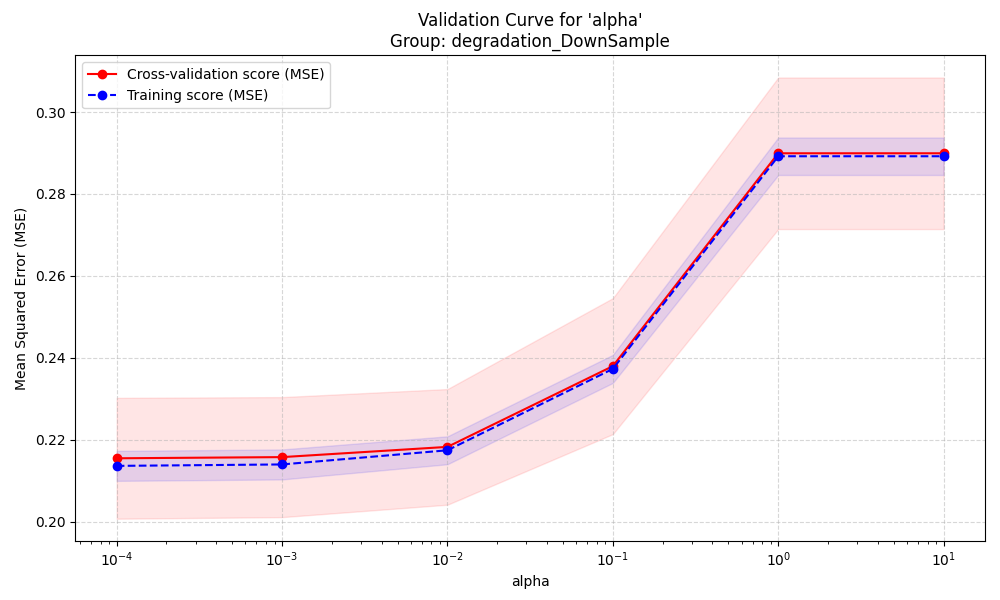 Validation Curve for 'alpha'
Group: degradation_DownSample
Cross-validation score (MSE)
Training score (MSE)
Mean Squared Error (MSE)
0.30
0.28
0.26
0.24
0.22
0.20
10⁻⁴ 10⁻³ 10⁻² 10⁻¹ 10⁰ 10¹
alpha